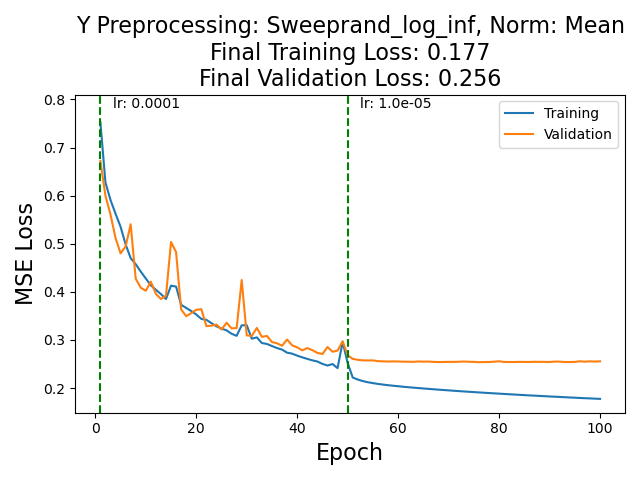 Y Preprocessing: Sweeprand_log_inf, Norm: Mean
Final Training Loss: 0.177
Final Validation Loss: 0.256
lr: 0.0001
lr: 1.0e-05
Training
Validation
0.8
0.7
0.6
0.5
0.4
0.3
0.2
MSE Loss
0
20
40
60
80
100
Epoch